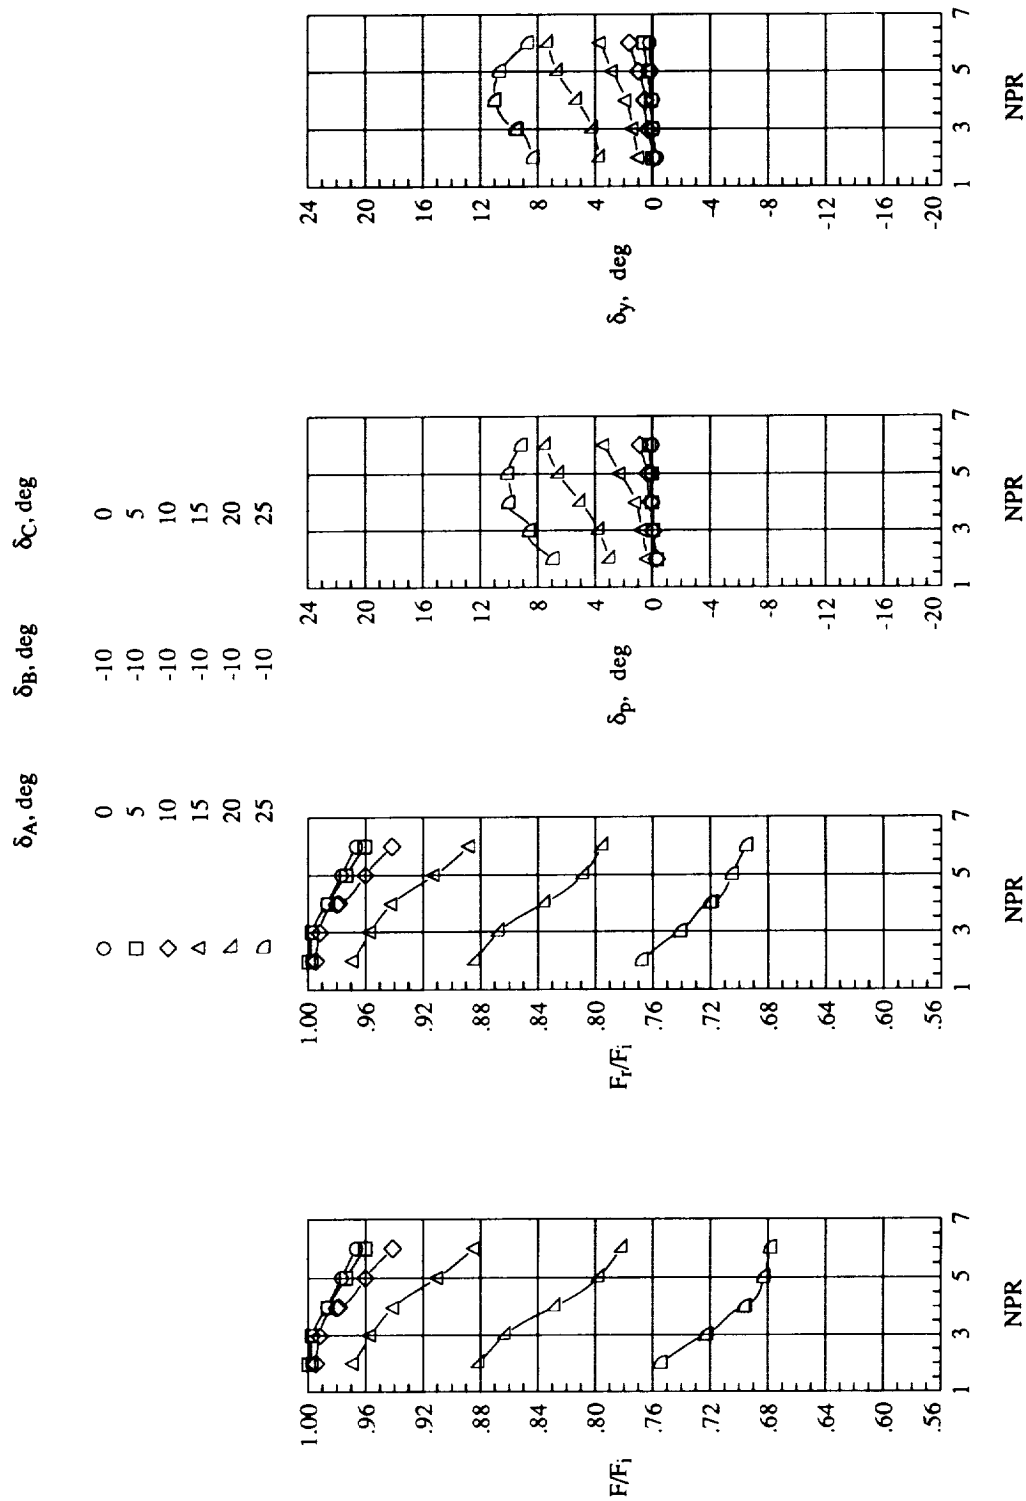 δA, deg δB, deg δC, deg
0 -10 0
5 -10 5
10 -10 10
15 -10 15
20 -10 20
25 -10 25
1.00
.96
.92
.88
.84
F/Fi
.80
.76
.72
.68
.64
.60
.56
1 3 5 7
NPR
1.00
.96
.92
.88
.84
Fr/Fi
.80
.76
.72
.68
.64
.60
.56
1 3 5 7
NPR
24
20
16
12
8
δp, deg
4
0
-4
-8
-12
-16
-20
1 3 5 7
NPR
24
20
16
12
8
δy, deg
4
0
-4
-8
-12
-16
-20
1 3 5 7
NPR